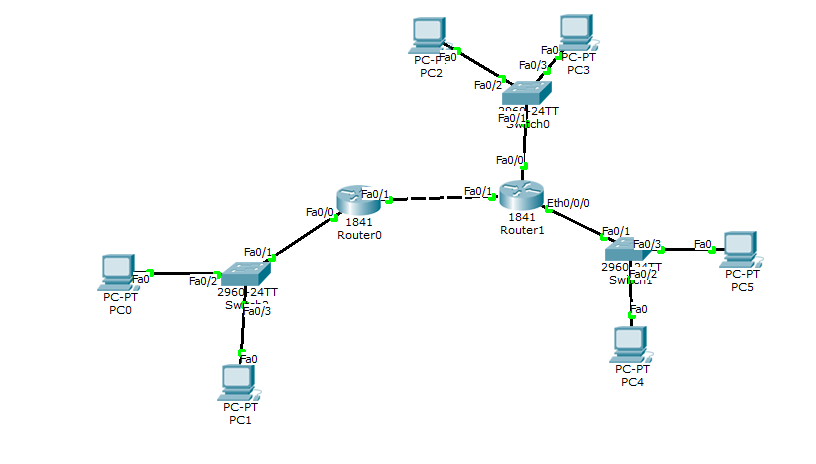 PC-PT
PC2
Fa0
PC-PT
PC3
Fa0
Fa0/3
Fa0/2
2960-24TT
Switch0
Fa0/1
Fa0/0
Fa0/1
1841
Router1
Eth0/0/0
Fa0/1
1841
Router0
Fa0/0
Fa0/1
2960-24TT
Switch1
Fa0/3
Fa0/2
Fa0
PC-PT
PC5
Fa0
PC-PT
PC4
Fa0/1
Fa0/2
2960-24TT
Fa0/3
Fa0
PC-PT
PC0
Fa0
PC-PT
PC1